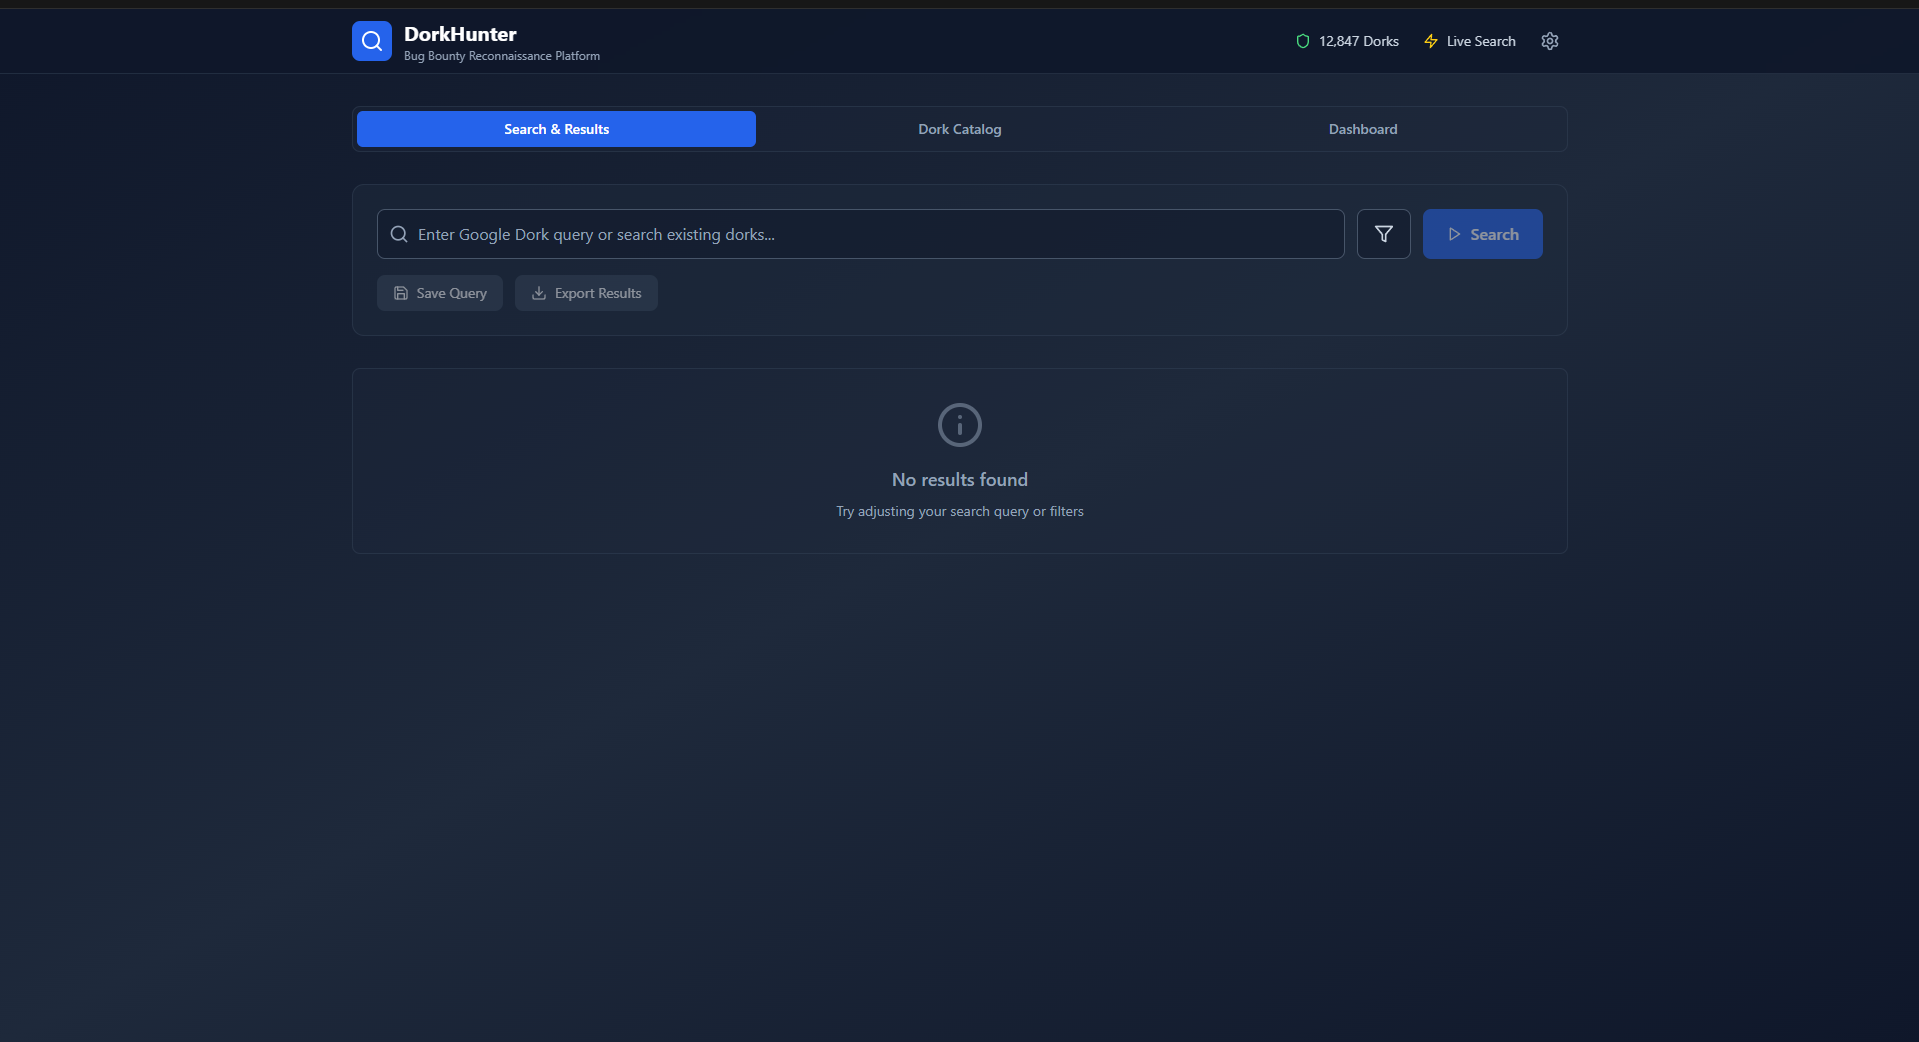 DorkHunter
Bug Bounty Reconnaissance Platform
12,847 Dorks
Live Search
Search & Results
Dork Catalog
Dashboard
Enter Google Dork query or search existing dorks...
Search
Save Query
Export Results
No results found
Try adjusting your search query or filters